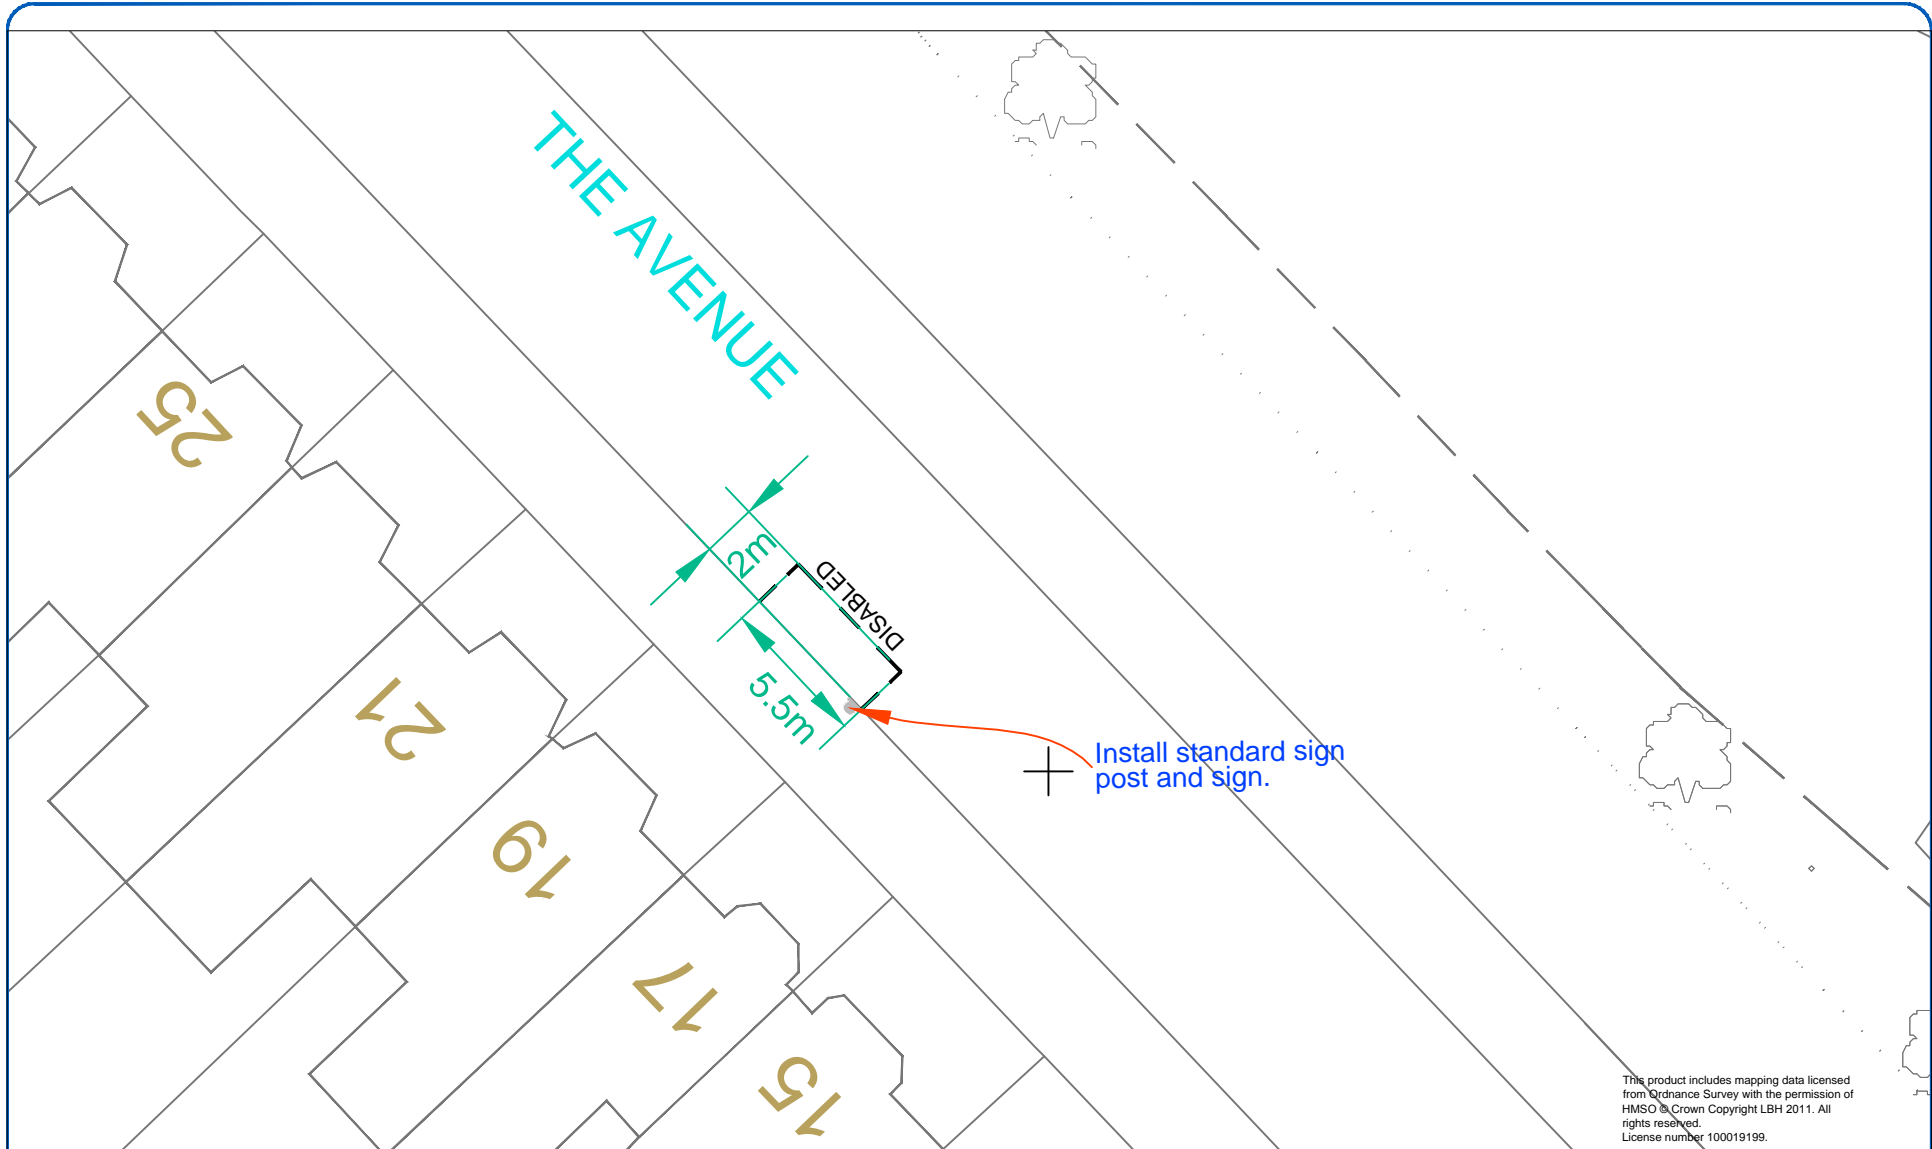 THE AVENUE
25
2m
DISABLED
5.5m
21
Install standard sign
post and sign.
19
17
15
This product includes mapping data licensed
from Ordnance Survey with the permission of
HMSO © Crown Copyright LBH 2011. All
rights reserved.
License number 100019199.